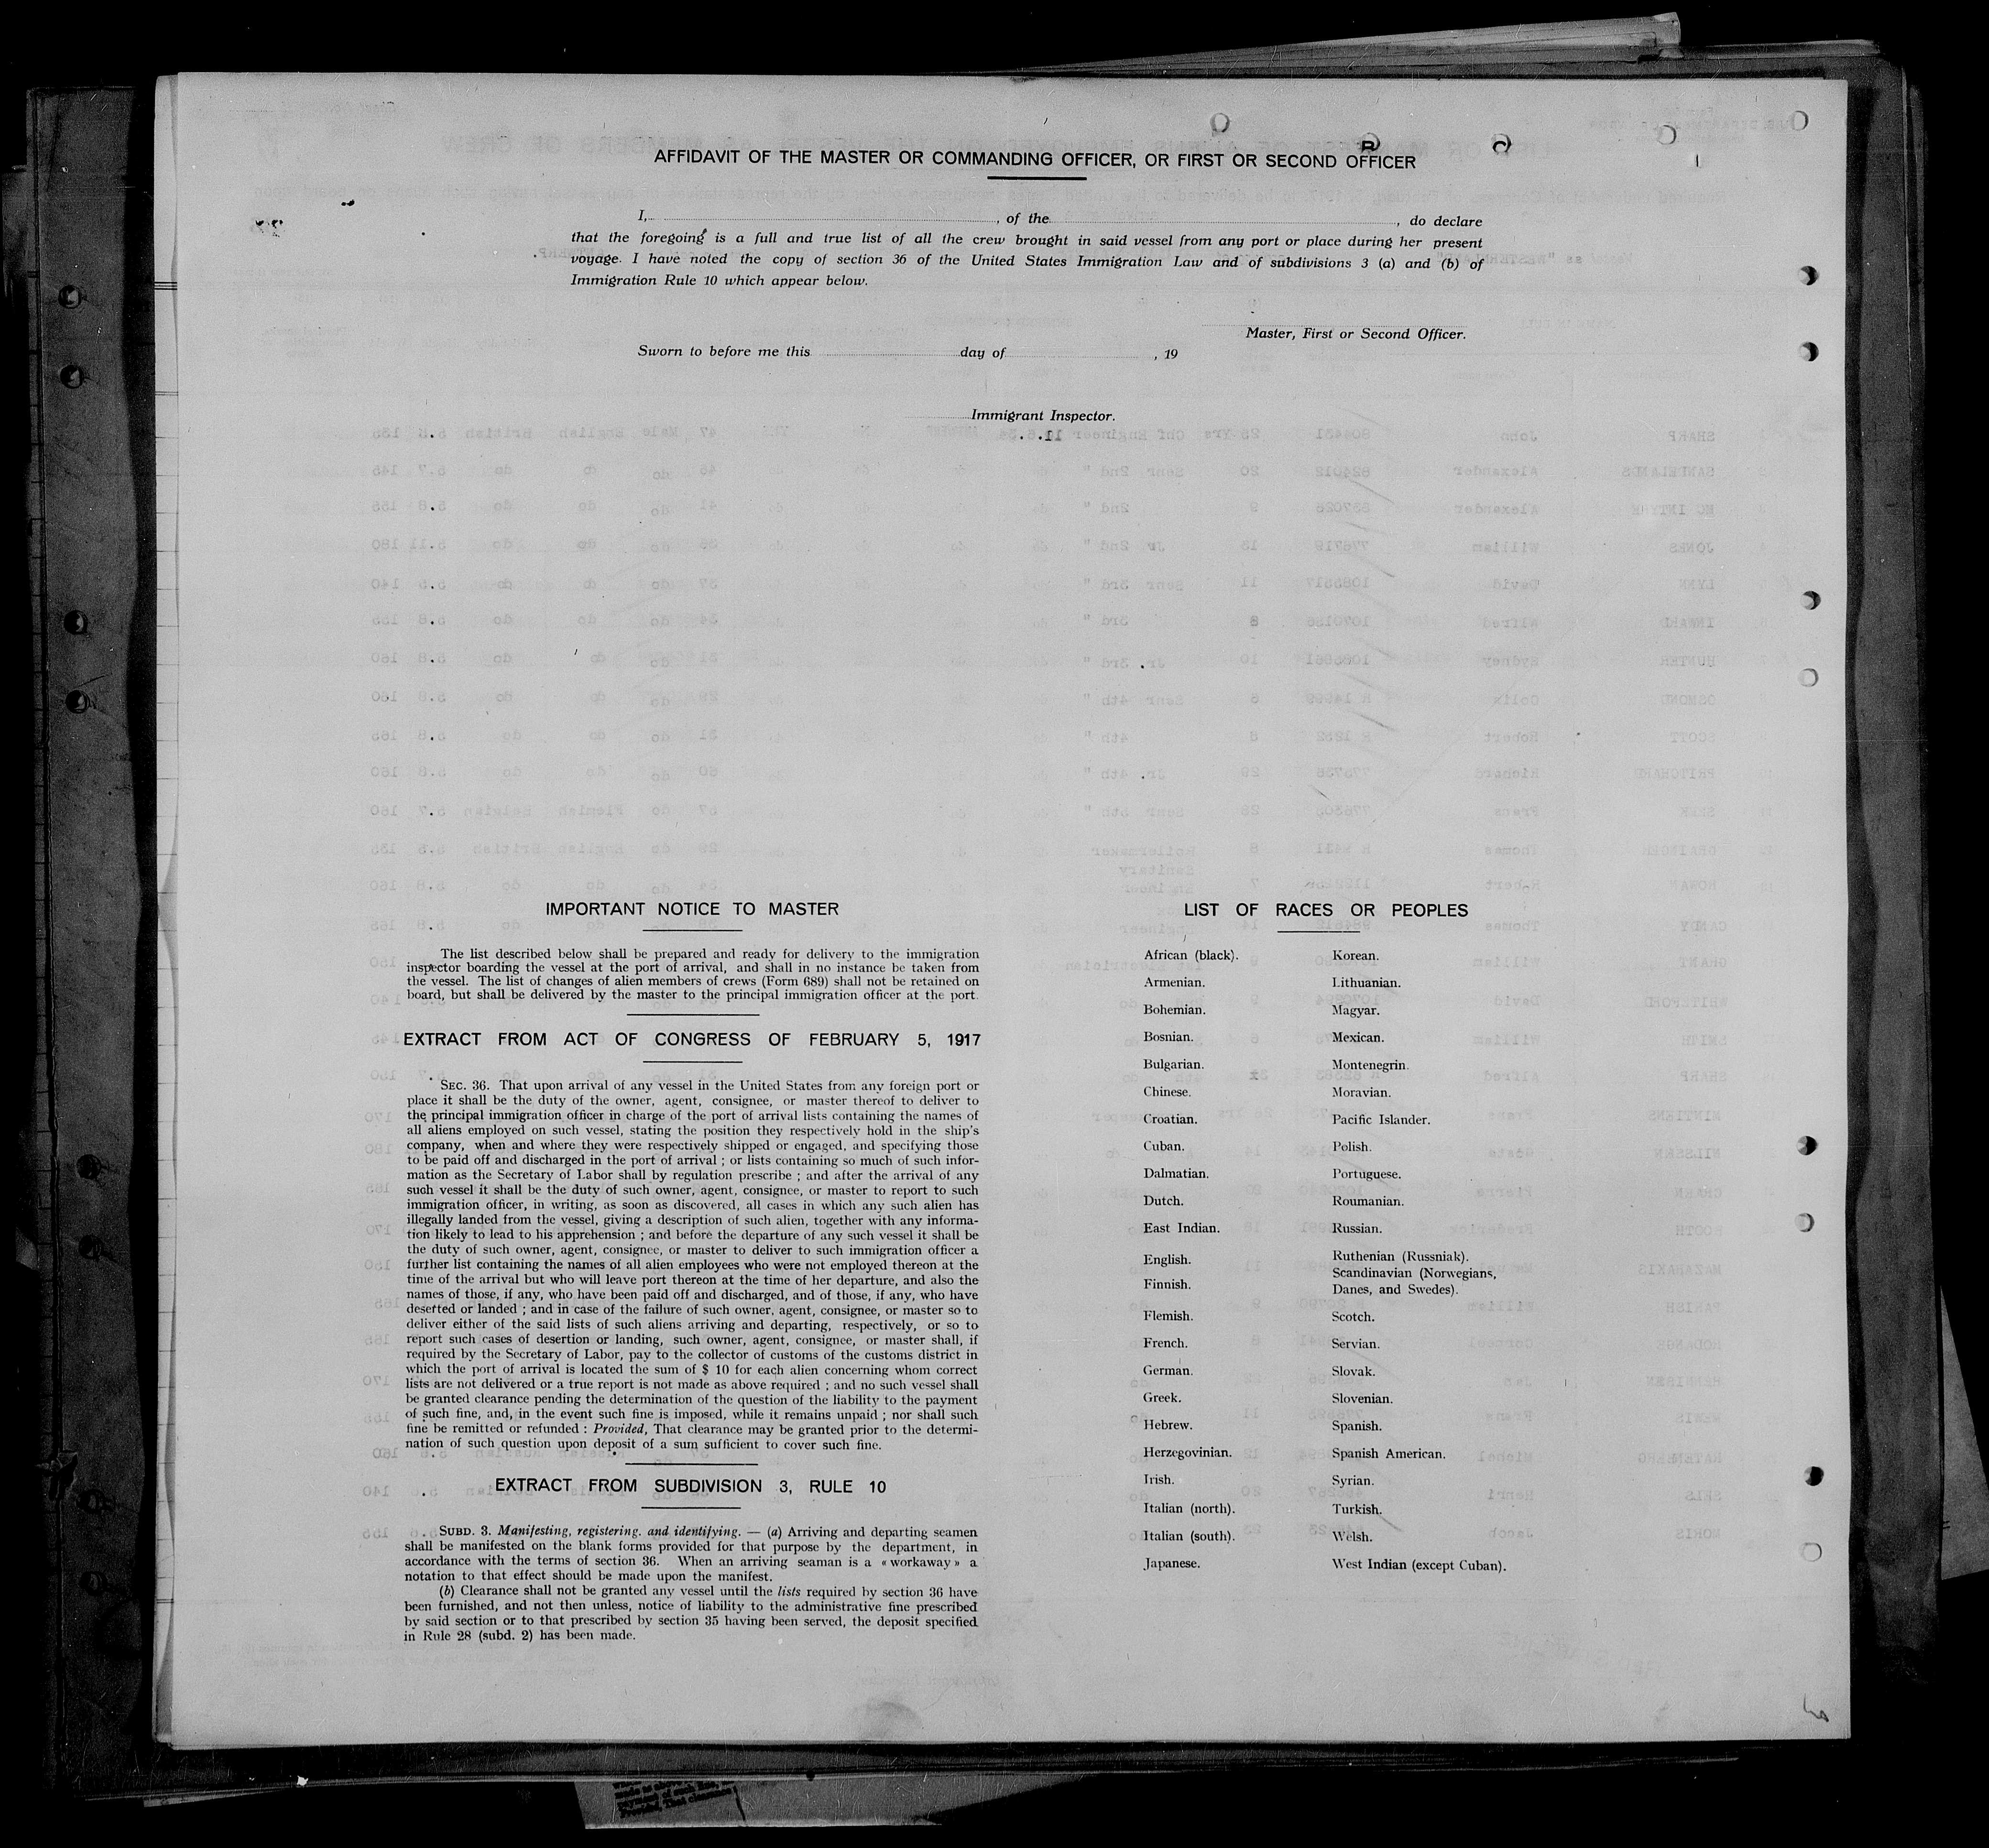 AFFIDAVIT OF THE MASTER OR COMMANDING OFFICER, OR FIRST OR SECOND OFFICER
I, , of the , do declare
that the foregoing is a full and true list of all the crew brought in said vessel from any port or place during her present
voyage. I have noted the copy of section 36 of the United States Immigration Law and of subdivisions 3 (a) and (b) of
Immigration Rule 10 which appear below.
Master, First or Second Officer.
Sworn to before me this day of , 19
Immigrant Inspector.
IMPORTANT NOTICE TO MASTER
The list described below shall be prepared and ready for delivery to the immigration
inspector boarding the vessel at the port of arrival, and shall in no instance be taken from
the vessel. The list of changes of alien members of crews (Form 689) shall not be retained on
board, but shall be delivered by the master to the principal immigration officer at the port.
EXTRACT FROM ACT OF CONGRESS OF FEBRUARY 5, 1917
SEC. 36. That upon arrival of any vessel in the United States from any foreign port or
place it shall be the duty of the owner, agent, consignee, or master thereof to deliver to
the principal immigration officer in charge of the port of arrival lists containing the names of
all aliens employed on such vessel, stating the position they respectively hold in the ship's
company, when and where they were respectively shipped or engaged, and specifying those
to be paid off and discharged in the port of arrival ; or lists containing so much of such infor-
mation as the Secretary of Labor shall by regulation prescribe ; and after the arrival of any
such vessel it shall be the duty of such owner, agent, consignee, or master to report to such
immigration officer, in writing, as soon as discovered, all cases in which any such alien has
illegally landed from the vessel, giving a description of such alien, together with any informa-
tion likely to lead to his apprehension ; and before the departure of any such vessel it shall be
the duty of such owner, agent, consignee, or master to deliver to such immigration officer a
further list containing the names of all alien employees who were not employed thereon at the
time of the arrival but who will leave port thereon at the time of her departure, and also the
names of those, if any, who have been paid off and discharged, and of those, if any, who have
deserted or landed ; and in case of the failure of such owner, agent, consignee, or master so to
deliver either of the said lists of such aliens arriving and departing, respectively, or so to
report such cases of desertion or landing, such owner, agent, consignee, or master shall, if
required by the Secretary of Labor, pay to the collector of customs of the customs district in
which the port of arrival is located the sum of $ 10 for each alien concerning whom correct
lists are not delivered or a true report is not made as above required ; and no such vessel shall
be granted clearance pending the determination of the question of the liability to the payment
of such fine, and, in the event such fine is imposed, while it remains unpaid ; nor shall such
fine be remitted or refunded : Provided, That clearance may be granted prior to the determi-
nation of such question upon deposit of a sum sufficient to cover such fine.
EXTRACT FROM SUBDIVISION 3, RULE 10
SUBD. 3. Manifesting, registering. and identifying. — (a) Arriving and departing seamen
shall be manifested on the blank forms provided for that purpose by the department, in
accordance with the terms of section 36. When an arriving seaman is a « workaway » a
notation to that effect should be made upon the manifest.
(b) Clearance shall not be granted any vessel until the lists required by section 36 have
been furnished, and not then unless, notice of liability to the administrative fine prescribed
by said section or to that prescribed by section 35 having been served, the deposit specified
in Rule 28 (subd. 2) has been made.
LIST OF RACES OR PEOPLES
African (black).
Armenian.
Bohemian.
Bosnian.
Bulgarian.
Chinese.
Croatian.
Cuban.
Dalmatian.
Dutch.
East Indian.
English.
Finnish.
Flemish.
French.
German.
Greek.
Hebrew.
Herzegovinian.
Irish.
Italian (north).
Italian (south).
Japanese.
Korean.
Lithuanian.
Magyar.
Mexican.
Montenegrin.
Moravian.
Pacific Islander.
Polish.
Portuguese.
Roumanian.
Russian.
Ruthenian (Russniak).
Scandinavian (Norwegians,
Danes, and Swedes).
Scotch.
Servian.
Slovak.
Slovenian.
Spanish.
Spanish American.
Syrian.
Turkish.
Welsh.
West Indian (except Cuban).